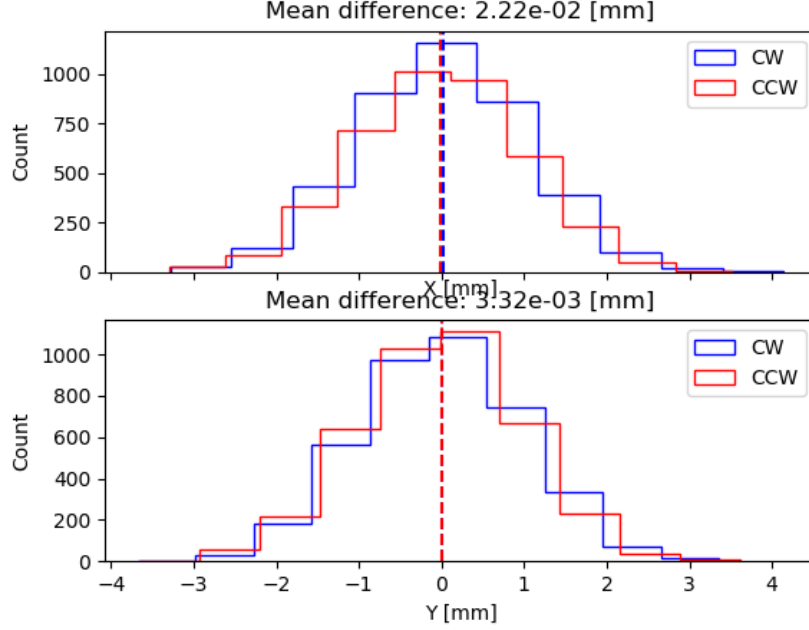 Mean difference: 2.22e-02 [mm]
1000
750
500
250
0
Count
CW
CCW
X [mm]
Mean difference: 3.32e-03 [mm]
1000
800
600
400
200
0
Count
CW
CCW
−4 −3 −2 −1 0 1 2 3 4
Y [mm]